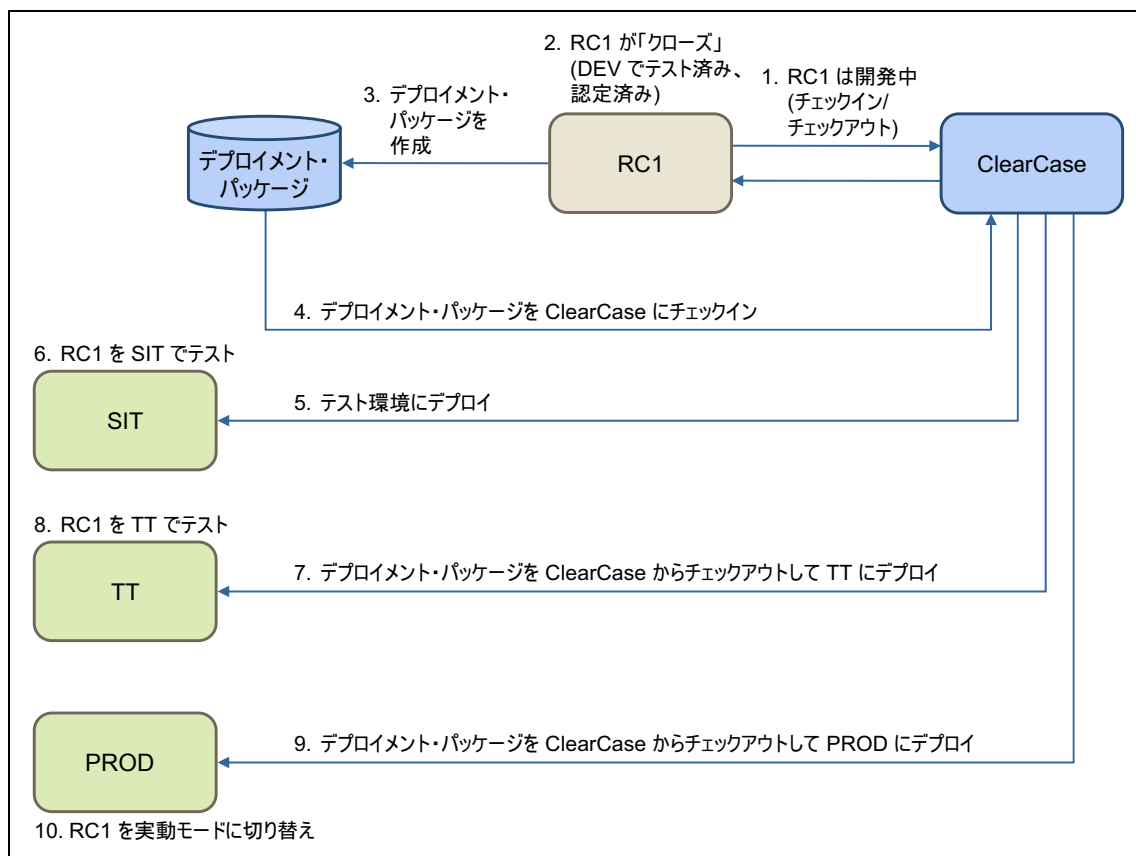 2. RC1 が「クローズ」
(DEV でテスト済み、
認定済み)
1. RC1 は開発中
(チェックイン/
チェックアウト)
3. デプロイメント・
パッケージを
作成
デプロイメント・
パッケージ
RC1
ClearCase
4. デプロイメント・パッケージを ClearCase にチェックイン
6. RC1 を SIT でテスト
SIT
5. テスト環境にデプロイ
8. RC1 を TT でテスト
TT
7. デプロイメント・パッケージを ClearCase からチェックアウトして TT にデプロイ
PROD
9. デプロイメント・パッケージを ClearCase からチェックアウトして PROD にデプロイ
10. RC1 を実動モードに切り替え